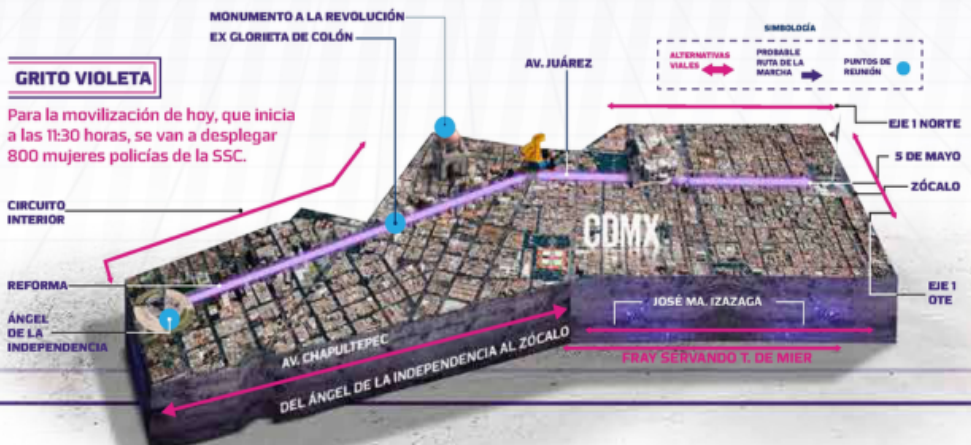 MONUMENTO A LA REVOLUCIÓN
EX GLORIETA DE COLÓN
AV. JUÁREZ
SIMBOLOGÍA
ALTERNATIVAS
VIALES
PROBABLE
RUTA DE LA
MARCHA
PUNTOS DE
REUNIÓN
GRITO VIOLETA
Para la movilización de hoy, que inicia
a las 11:30 horas, se van a desplegar
800 mujeres policías de la SSC.
EJE 1 NORTE
5 DE MAYO
ZÓCALO
CIRCUITO
INTERIOR
CDMX
REFORMA
EJE 1
OTE
ÁNGEL
DE LA
INDEPENDENCIA
JOSÉ MA. IZAZAGA
AV. CHAPULTEPEC
FRAY SERVANDO T. DE MIER
DEL ÁNGEL DE LA INDEPENDENCIA AL ZÓCALO